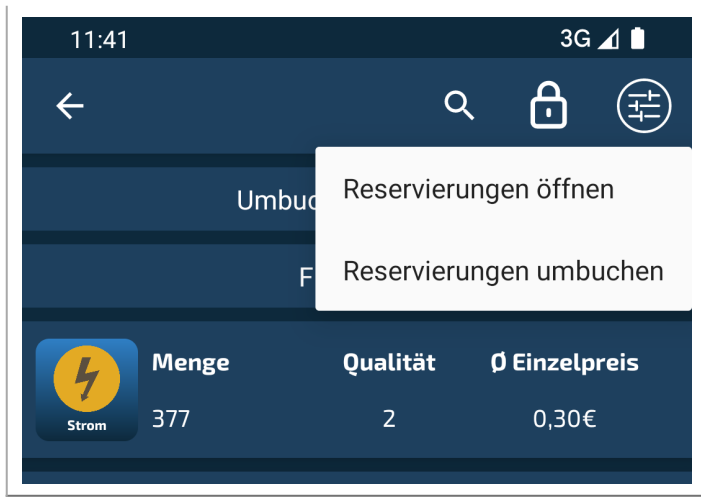 11:41 3G
Reservierungen öffnen
Reservierungen umbuchen
Menge Qualität Ø Einzelpreis
Strom 377 2 0,30€